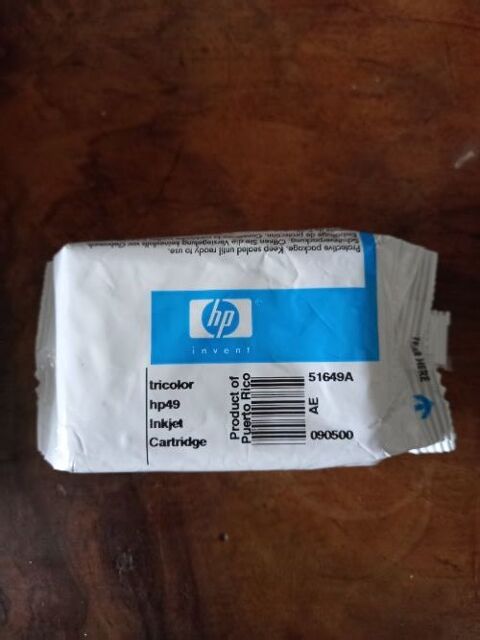 Protective package. Keep sealed until ready to use.
hp
invent
tricolor
hp49
Inkjet
Cartridge
Product of
Puerto Rico
51649A
AE
090500
HERE